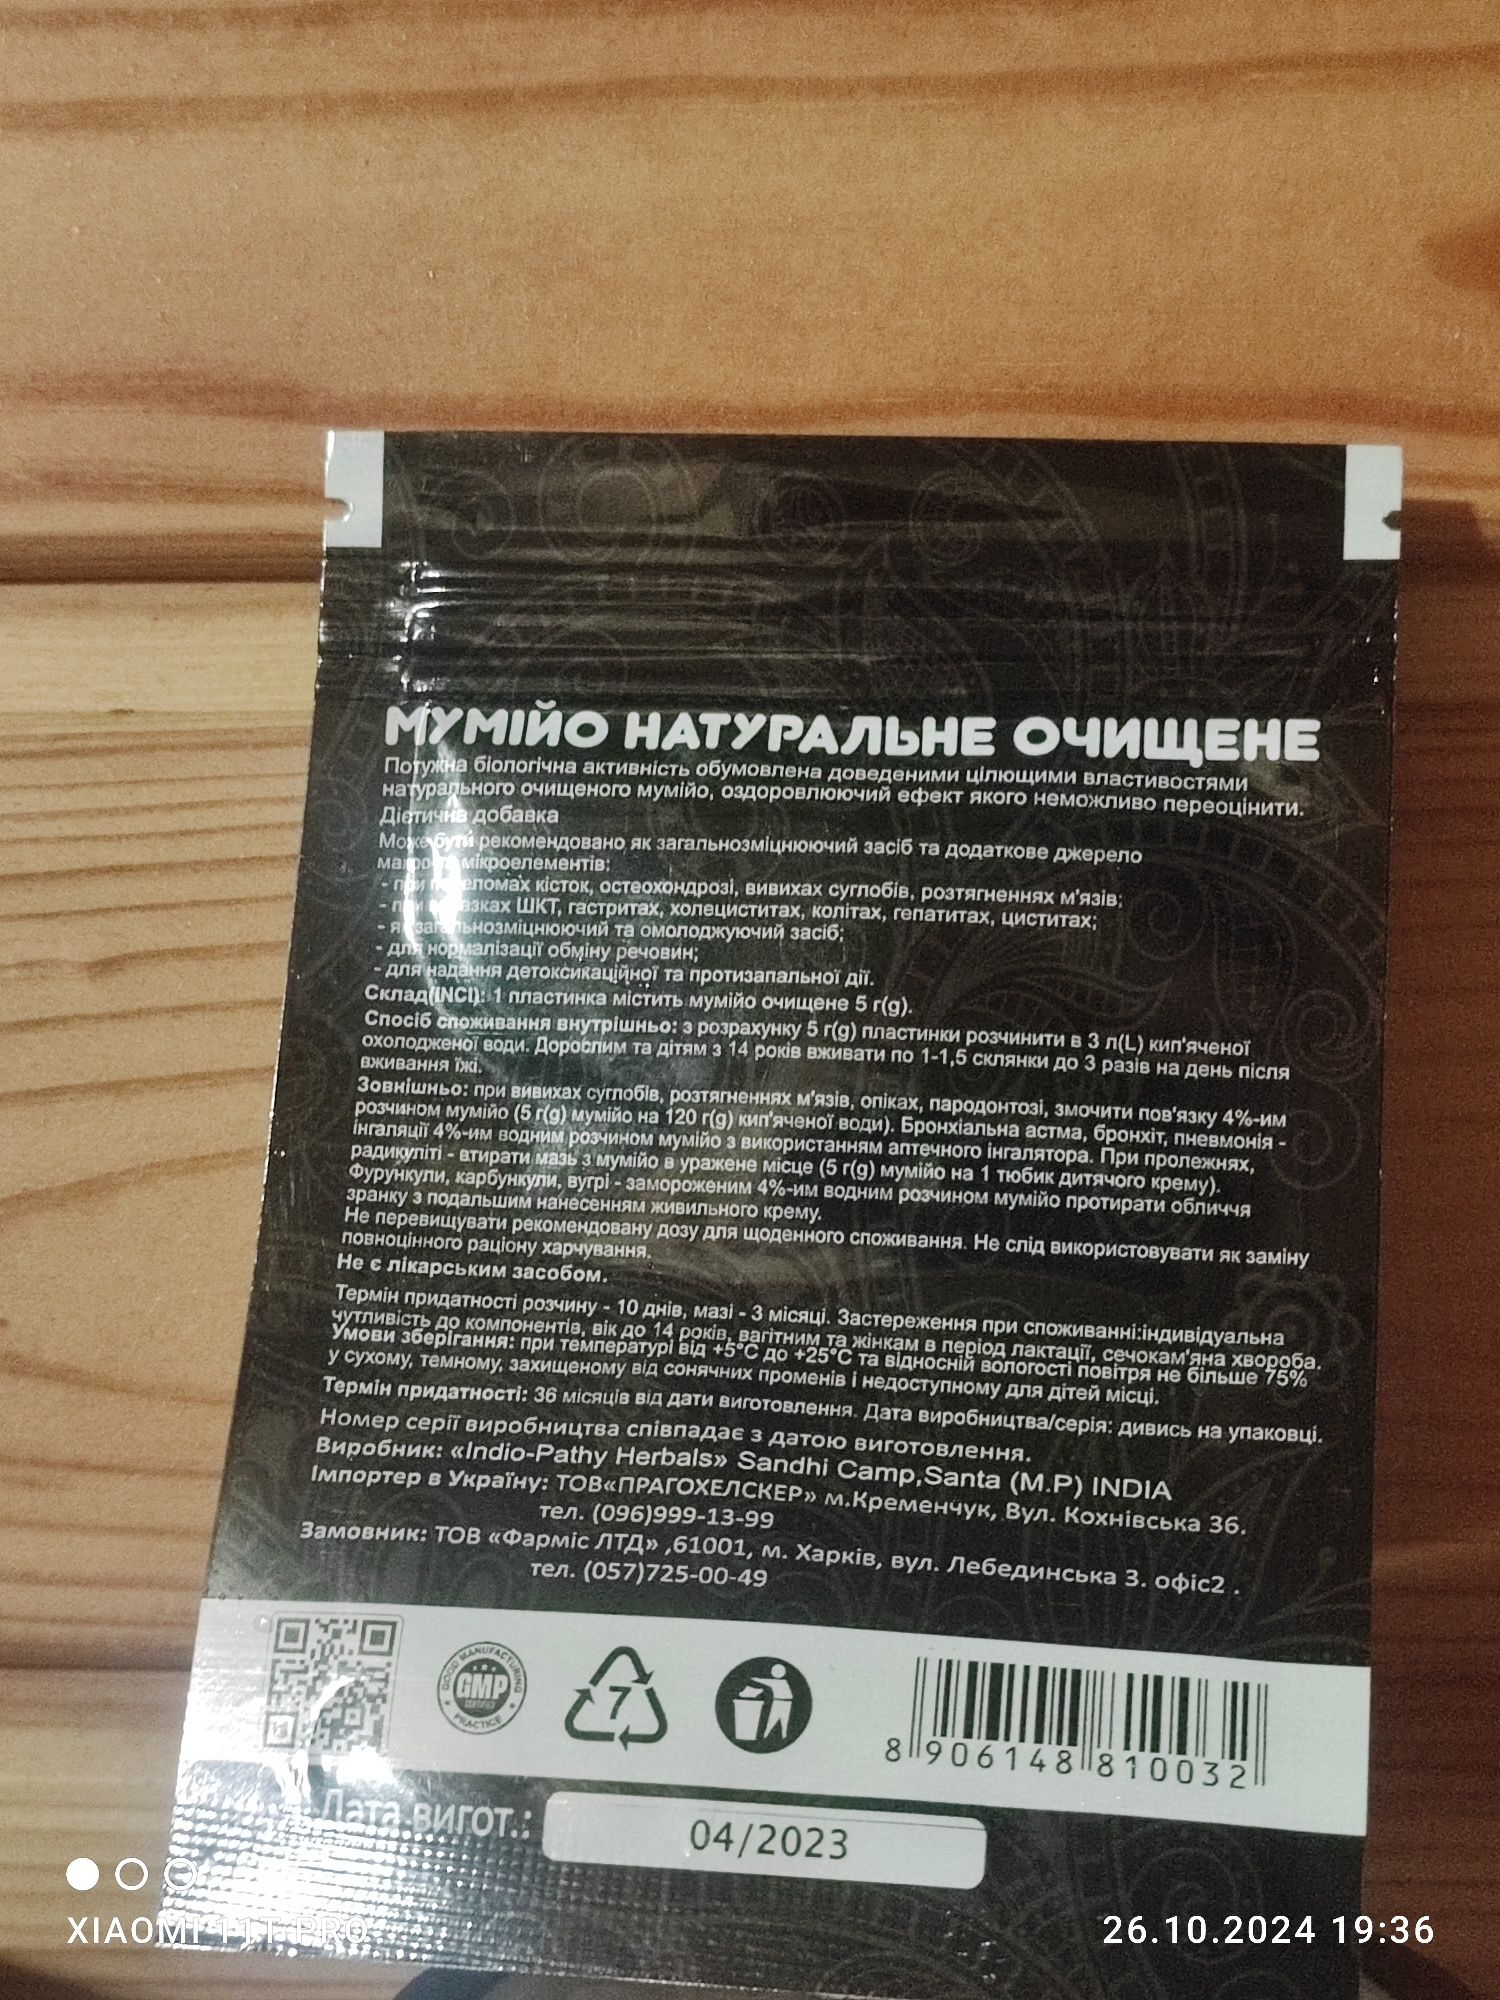 МУМІЙО НАТУРАЛЬНЕ ОЧИЩЕНЕ
Потужна біологічна активність обумовлена доведеними цілющими властивостями
натурального очищеного мумійо, оздоровлюючий ефект якого неможливо переоцінити.
Дієтична добавка
Може бути рекомендовано як загальнозміцнюючий засіб та додаткове джерело
макро та мікроелементів:
- при переломах кісток, остеохондрозі, вивихах суглобів, розтягненнях м'язів;
- при ШКТ, гастритах, холециститах, колітах, гепатитах, циститах;
- як загальнозміцнюючий та омолоджуючий засіб;
- для нормалізації обміну речовин;
- для надання детоксикаційної та протизапальної дії.
Склад(INCI): 1 пластинка містить мумійо очищене 5 г(g).
Спосіб споживання внутрішньо: з розрахунку 5 г(g) пластинки розчинити в 3 л(L) кип'яченої
охолодженої води. Дорослим та дітям з 14 років вживати по 1-1,5 склянки до 3 разів на день після
вживання їжі.
Зовнішньо: при вивихах суглобів, розтягненнях м'язів, опіках, пародонтозі, змочити пов'язку 4%-им
розчином мумійо (5 г(g) мумійо на 120 г(g) кип'яченої води). Бронхіальна астма, бронхіт, пневмонія -
інгаляції 4%-им водним розчином мумійо з використанням аптечного інгалятора. При пролежнях,
радикуліті - втирати мазь з мумійо в уражене місце (5 г(g) мумійо на 1 тюбик дитячого крему).
Фурункули, карбункули, вугрі - замороженим 4%-им водним розчином мумійо протирати обличчя
зранку з подальшим нанесенням живильного крему.
Не перевищувати рекомендовану дозу для щоденного споживання. Не слід використовувати як заміну
повноцінного раціону харчування.
Не є лікарським засобом.
Термін придатності розчину - 10 днів, мазі - 3 місяці. Застереження при споживанні:індивідуальна
чутливість до компонентів, вік до 14 років, вагітним та жінкам в період лактації, сечокам'яна хвороба.
Умови зберігання: при температурі від +5°С до +25°С та відносній вологості повітря не більше 75%
у сухому, темному, захищеному від сонячних променів і недоступному для дітей місці.
Термін придатності: 36 місяців від дати виготовлення. Дата виробництва/серія: дивись на упаковці.
Номер серії виробництва співпадає з датою виготовлення.
Виробник: «Indio-Pathy Herbals» Sandhi Camp,Santa (M.P) INDIA
Імпортер в Україну: ТОВ«ПРАГОХЕЛСКЕР» м.Кременчук, Вул. Кохнівська 36.
тел. (096)999-13-99
Замовник: ТОВ «Фарміс ЛТД» ,61001, м. Харків, вул. Лебединська 3. офіс2 .
тел. (057)725-00-49
GOOD MANUFACTURING
GMP
CERTIFIED
PRACTICE
7
8 906148 810032
Дата вигот.: 04/2023
XIAOMI 11T PRO
26.10.2024 19:36